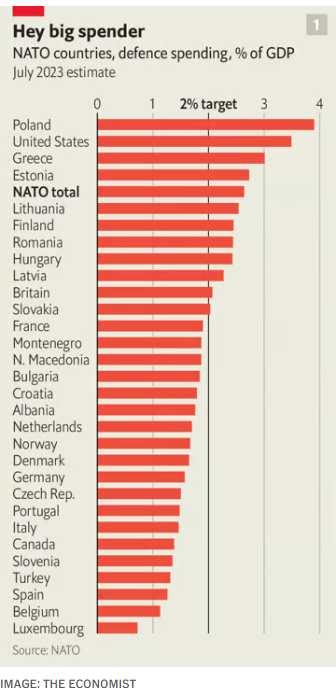 Hey big spender
1
NATO countries, defence spending, % of GDP
July 2023 estimate
0 1 2% target 3 4
Poland
United States
Greece
Estonia
NATO total
Lithuania
Finland
Romania
Hungary
Latvia
Britain
Slovakia
France
Montenegro
N. Macedonia
Bulgaria
Croatia
Albania
Netherlands
Norway
Denmark
Germany
Czech Rep.
Portugal
Italy
Canada
Slovenia
Turkey
Spain
Belgium
Luxembourg
Source: NATO
IMAGE: THE ECONOMIST